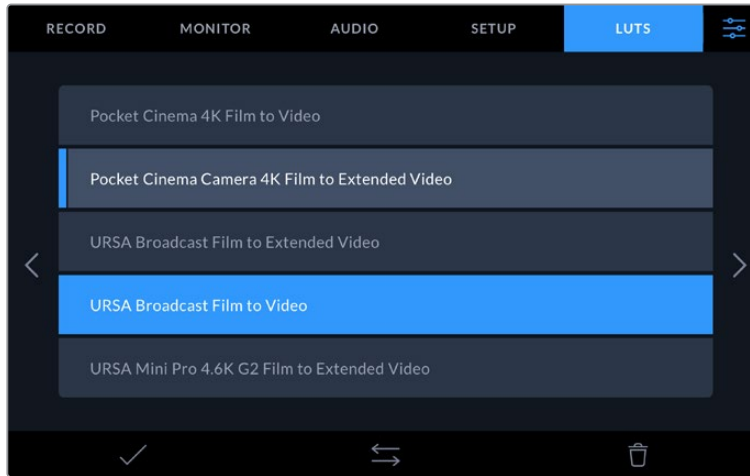 RECORD MONITOR AUDIO SETUP LUTS
Pocket Cinema 4K Film to Video
Pocket Cinema Camera 4K Film to Extended Video
URSA Broadcast Film to Extended Video
URSA Broadcast Film to Video
URSA Mini Pro 4.6K G2 Film to Extended Video